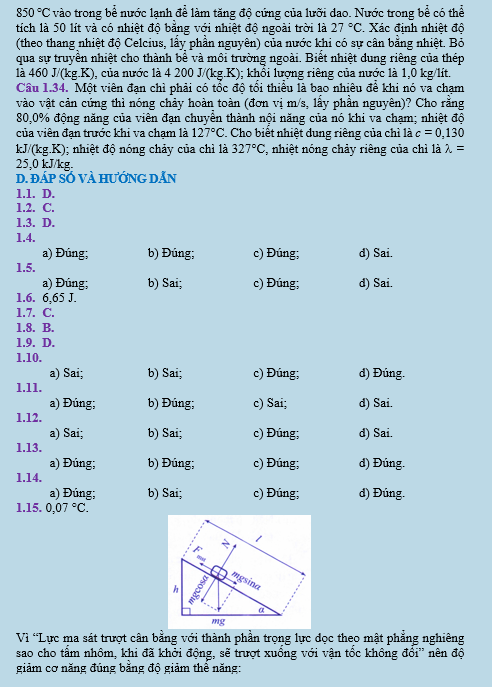 850 °C vào trong bể nước lạnh để làm tăng độ cứng của lưỡi dao. Nước trong bể có thể
tích là 50 lít và có nhiệt độ bằng với nhiệt độ ngoài trời là 27 °C. Xác định nhiệt độ
(theo thang nhiệt độ Celcius, lấy phần nguyên) của nước khi có sự cân bằng nhiệt. Bỏ
qua sự truyền nhiệt cho thành bể và môi trường ngoài. Biết nhiệt dung riêng của thép
là 460 J/(kg.K), của nước là 4 200 J/(kg.K); khối lượng riêng của nước là 1,0 kg/lít.
Câu 1.34. Một viên đạn chì phải có tốc độ tối thiểu là bao nhiêu để khi nó va chạm
vào vật cản cứng thì nóng chảy hoàn toàn (đơn vị m/s, lấy phần nguyên)? Cho rằng
80,0% động năng của viên đạn chuyển thành nội năng của nó khi va chạm; nhiệt độ
của viên đạn trước khi va chạm là 127°C. Cho biết nhiệt dung riêng của chì là c = 0,130
kJ/(kg.K); nhiệt độ nóng chảy của chì là 327°C, nhiệt nóng chảy riêng của chì là λ =
25,0 kJ/kg.
D. ĐÁP SỐ VÀ HƯỚNG DẪN
1.1. D.
1.2. C.
1.3. D.
1.4.
a) Đúng; b) Đúng; c) Đúng; d) Sai.
1.5.
a) Đúng; b) Sai; c) Đúng; d) Sai.
1.6. 6,65 J.
1.7. C.
1.8. B.
1.9. D.
1.10.
a) Sai; b) Sai; c) Đúng; d) Đúng.
1.11.
a) Đúng; b) Đúng; c) Sai; d) Sai.
1.12.
a) Sai; b) Sai; c) Đúng; d) Sai.
1.13.
a) Đúng; b) Đúng; c) Đúng; d) Đúng.
1.14.
a) Đúng; b) Sai; c) Đúng; d) Đúng.
1.15. 0,07 °C.
l
N
F mst
mgsinα
mgcosα
h
α
mg
Vì “Lực ma sát trượt cân bằng với thành phần trọng lực dọc theo mặt phẳng nghiêng
sao cho tấm nhôm, khi đã khởi động, sẽ trượt xuống với vận tốc không đổi” nên độ
giảm cơ năng đúng bằng độ giảm thế năng: